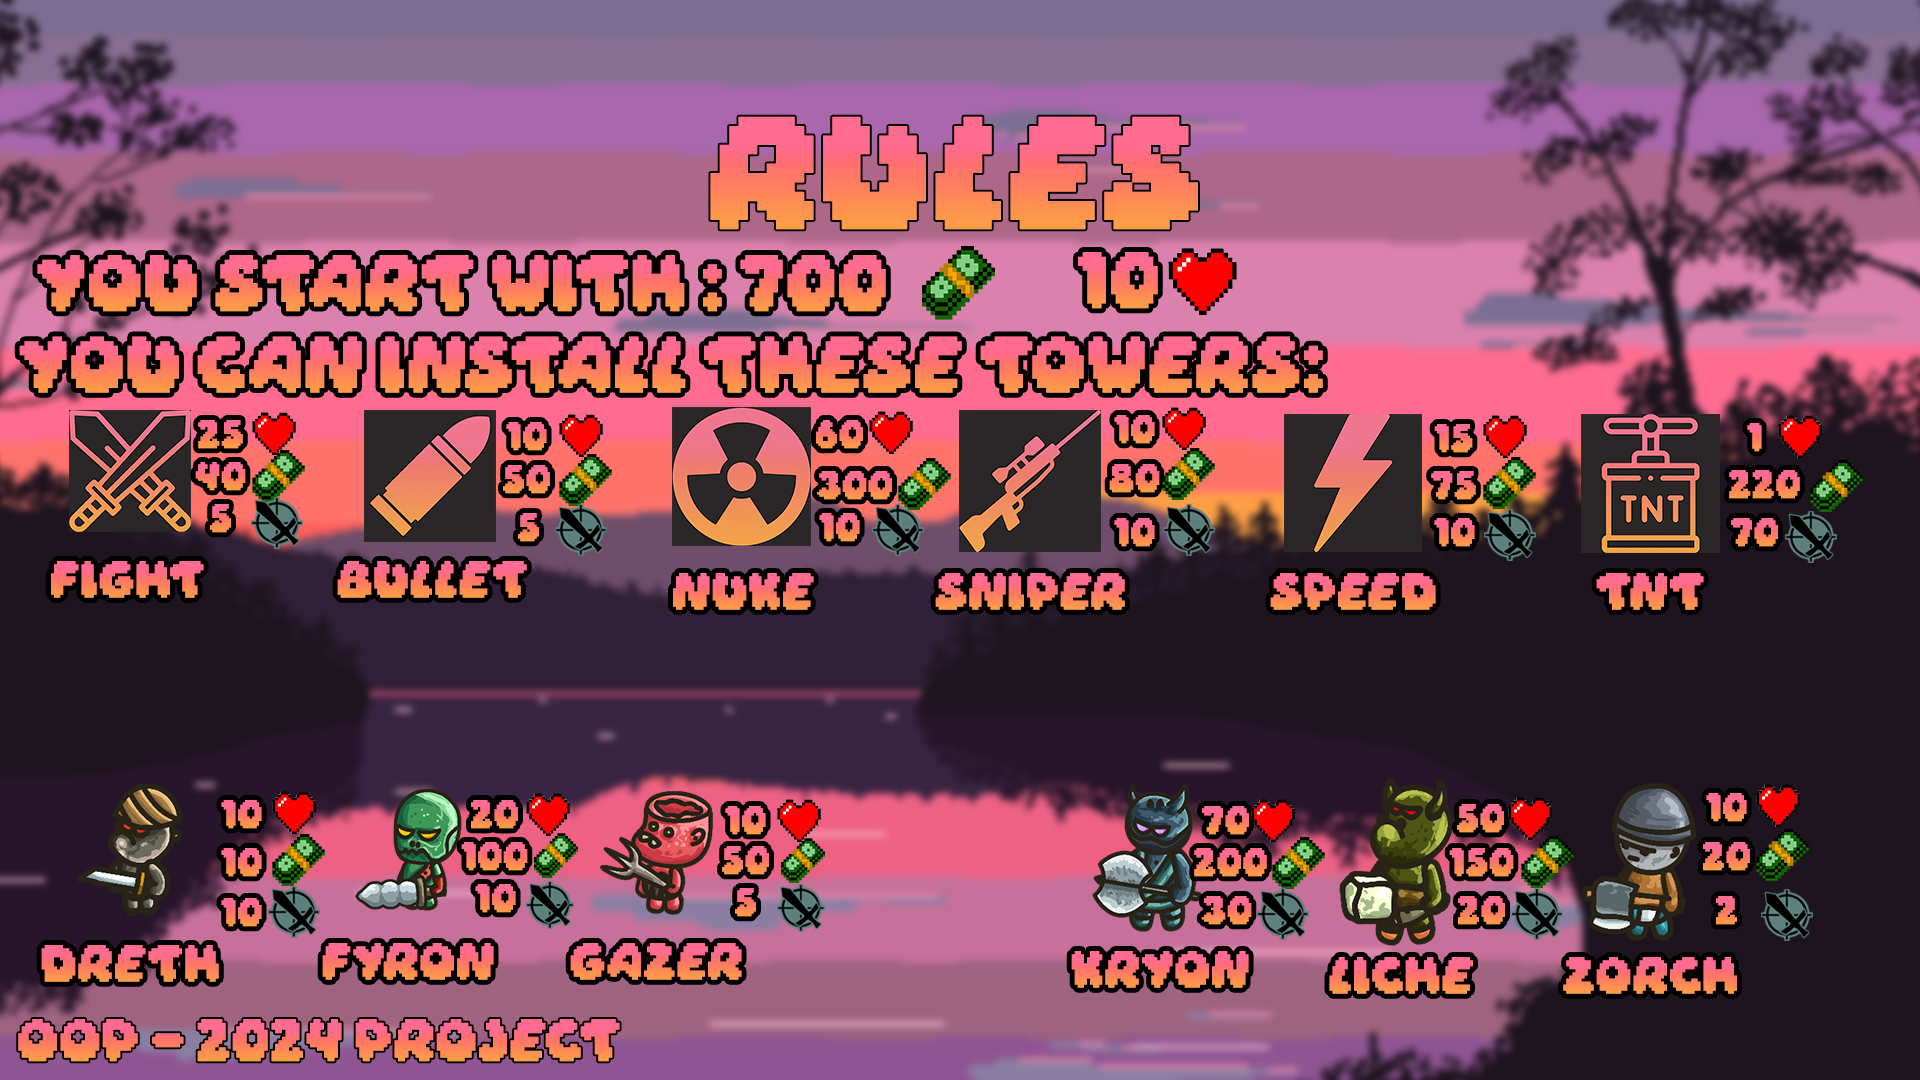 RULES
YOU START WITH : 700 10
YOU CAN INSTALL THESE TOWERS:
25 10 60 10 15 1
40 50 300 80 75 220
5 5 10 10 10 70
TNT
FIGHT BULLET NUKE SNIPER SPEED TNT
10 20 10 70 50 10
10 100 50 200 150 20
10 10 5 30 20 2
DRETH FYRON GAZER KRYON LICHE ZORCH
OOP - 2024 PROJECT